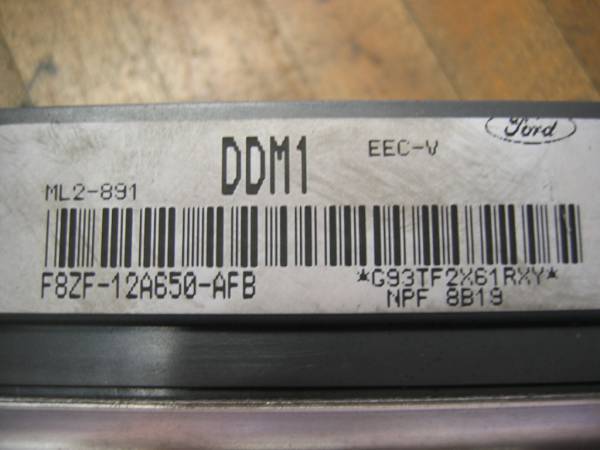 Ford
DDM1 EEC-V
ML2-891
F8ZF-12A650-AFB *G93TF2X61RXY*
NPF 8B19